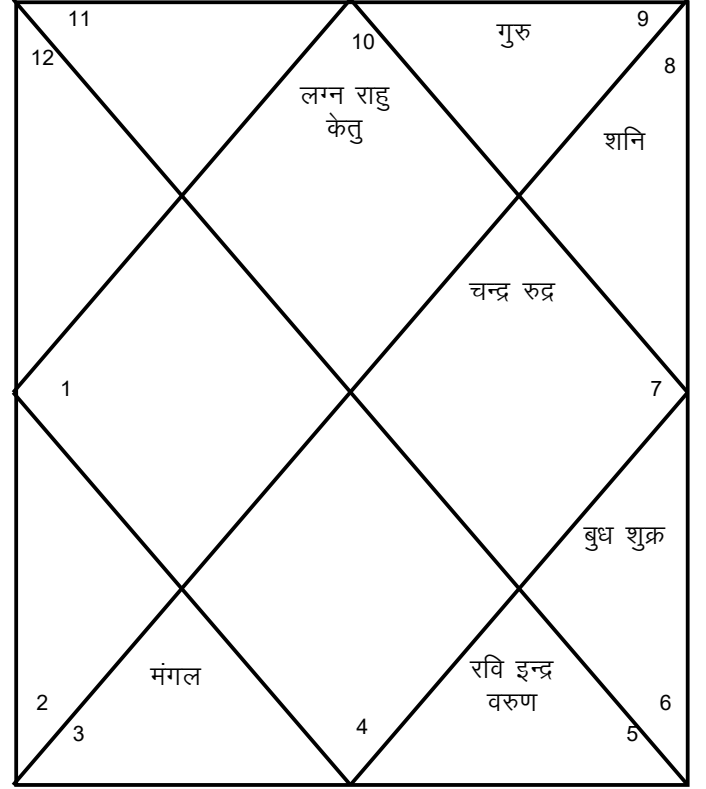 11
10
गुरु
9
12
8
लग्न राहु
केतु
शनि
चन्द्र रुद्र
1
7
बुध शुक्र
मंगल
रवि इन्द्र
वरुण
2
3
4
5
6